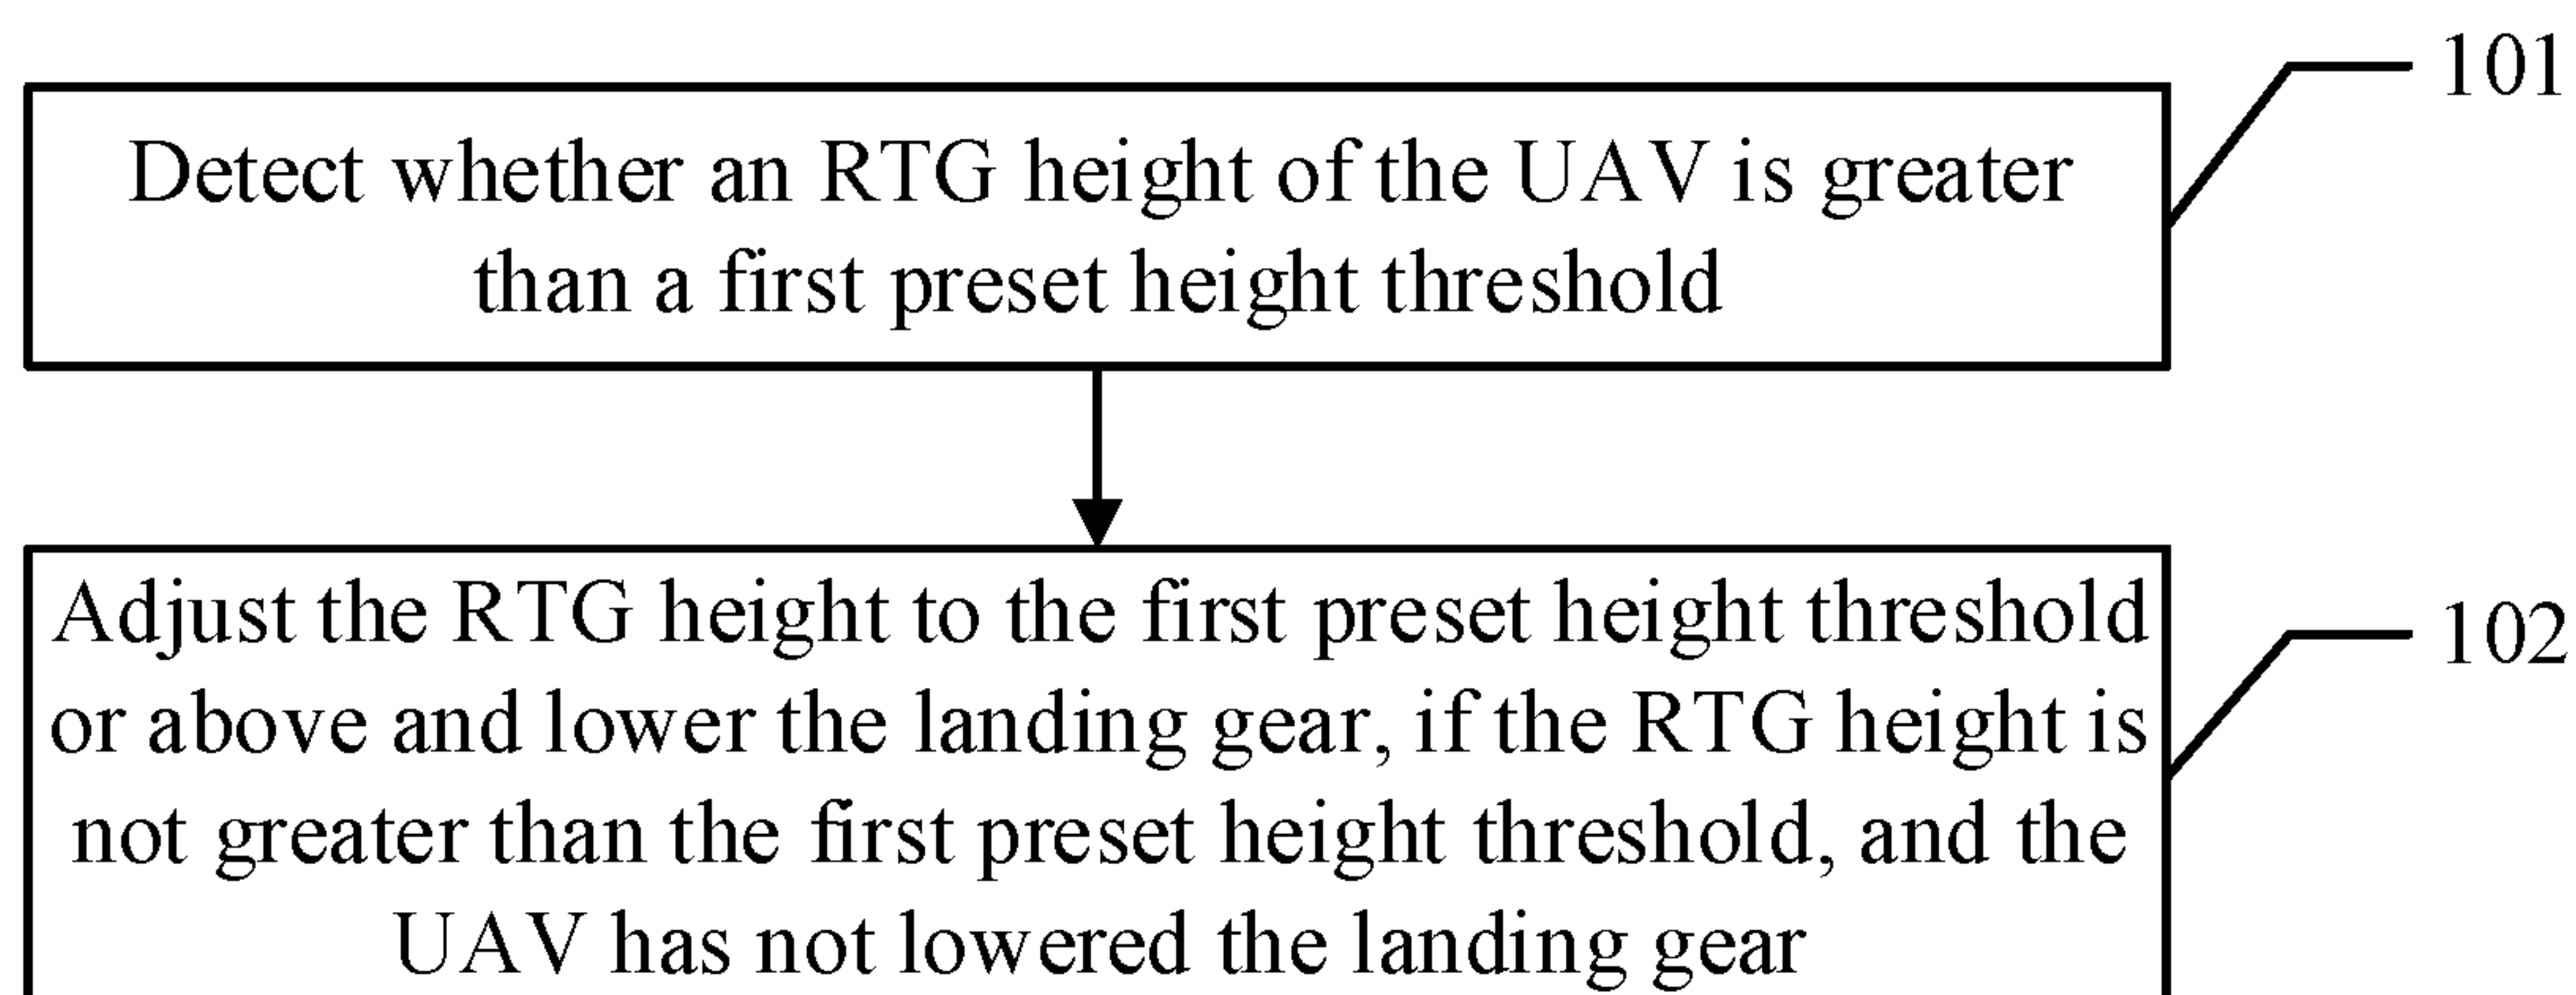 101
Detect whether an RTG height of the UAV is greater
than a first preset height threshold
Adjust the RTG height to the first preset height threshold
102
or above and lower the landing gear, if the RTG height is
not greater than the first preset height threshold, and the
UAV has not lowered the landing gear